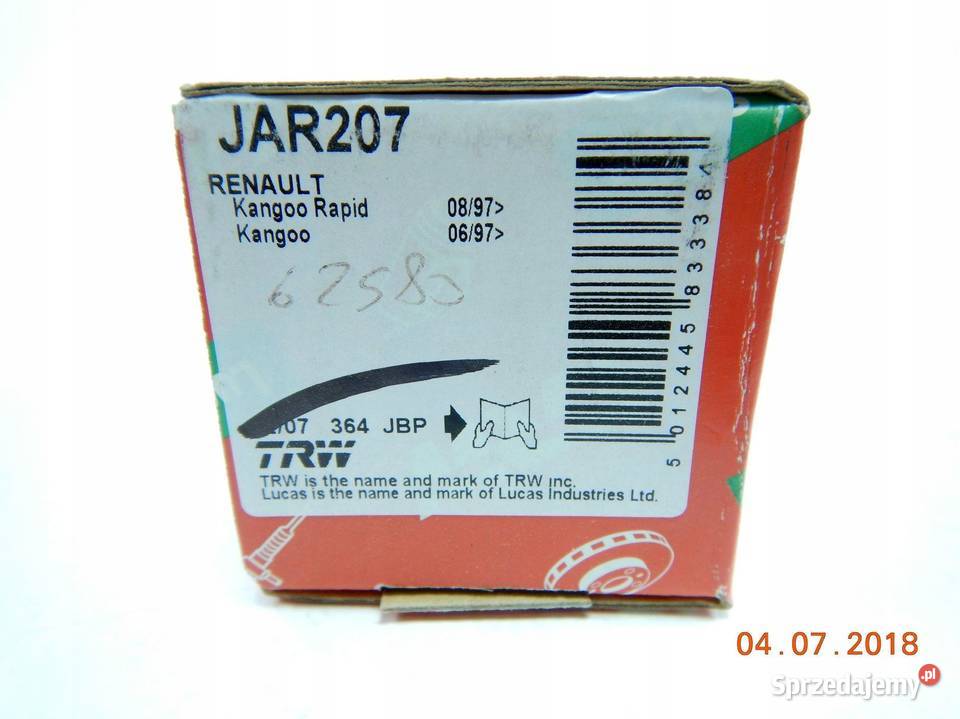 JAR207
RENAULT
Kangoo Rapid 08/97>
Kangoo 06/97>
62580
/07 364 JBP
TRW
TRW is the name and mark of TRW inc.
Lucas is the name and mark of Lucas Industries Ltd.
5 012445 833384
04.07.2018
Sprzedajemy.pl